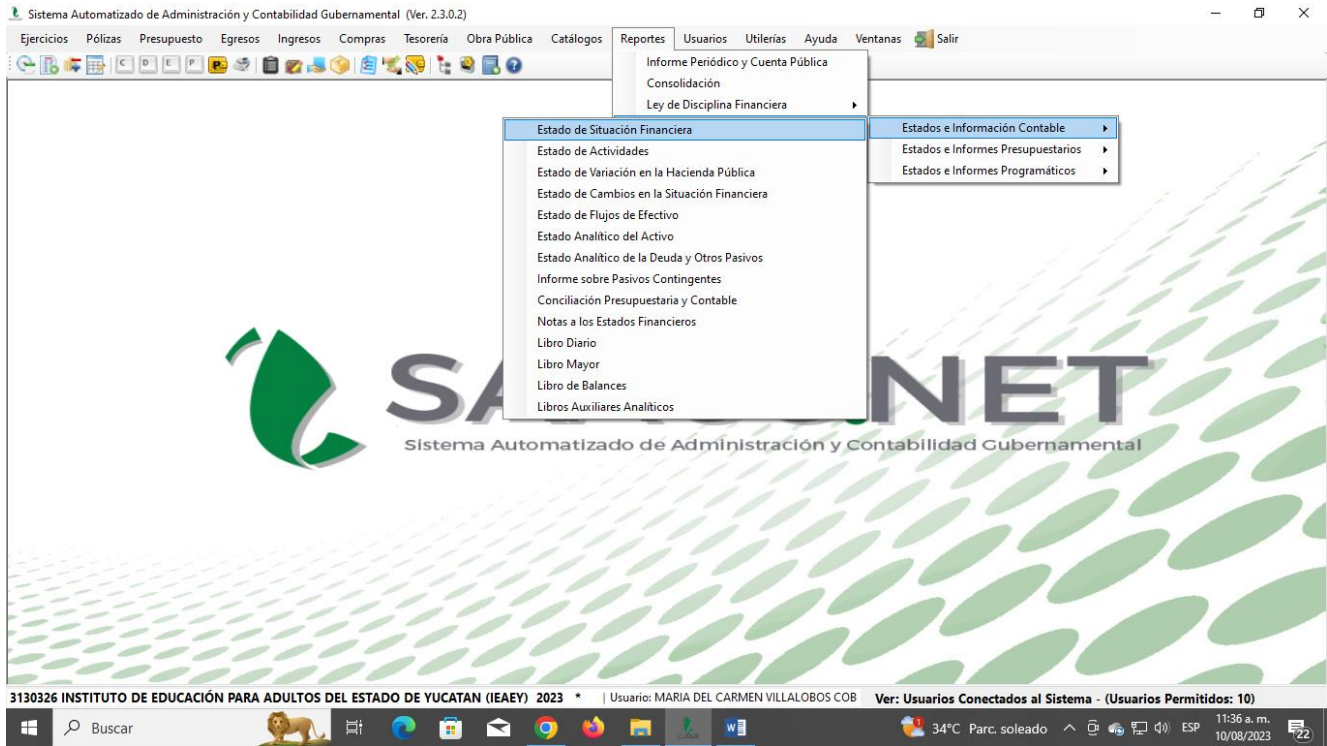 Sistema Automatizado de Administración y Contabilidad Gubernamental (Ver. 2.3.0.2)
Ejercicios Pólizas Presupuesto Egresos Ingresos Compras Tesorería Obra Pública Catálogos Reportes Usuarios Utilerías Ayuda Ventanas Salir
C D E P P
Informe Periódico y Cuenta Pública
Consolidación
Ley de Disciplina Financiera
Estados e Información Contable
Estados e Informes Presupuestarios
Estados e Informes Programáticos
Estado de Situación Financiera
Estado de Actividades
Estado de Variación en la Hacienda Pública
Estado de Cambios en la Situación Financiera
Estado de Flujos de Efectivo
Estado Analítico del Activo
Estado Analítico de la Deuda y Otros Pasivos
Informe sobre Pasivos Contingentes
Conciliación Presupuestaria y Contable
Notas a los Estados Financieros
Libro Diario
Libro Mayor
Libro de Balances
Libros Auxiliares Analíticos
.NET
Sistema Automatizado de Administración y Contabilidad Gubernamental
3130326 INSTITUTO DE EDUCACIÓN PARA ADULTOS DEL ESTADO DE YUCATAN (IEAEY) 2023 * | Usuario: MARIA DEL CARMEN VILLALOBOS COB Ver: Usuarios Conectados al Sistema - (Usuarios Permitidos: 10)
Buscar 34°C Parc. soleado ESP 11:36 a. m.
10/08/2023 22